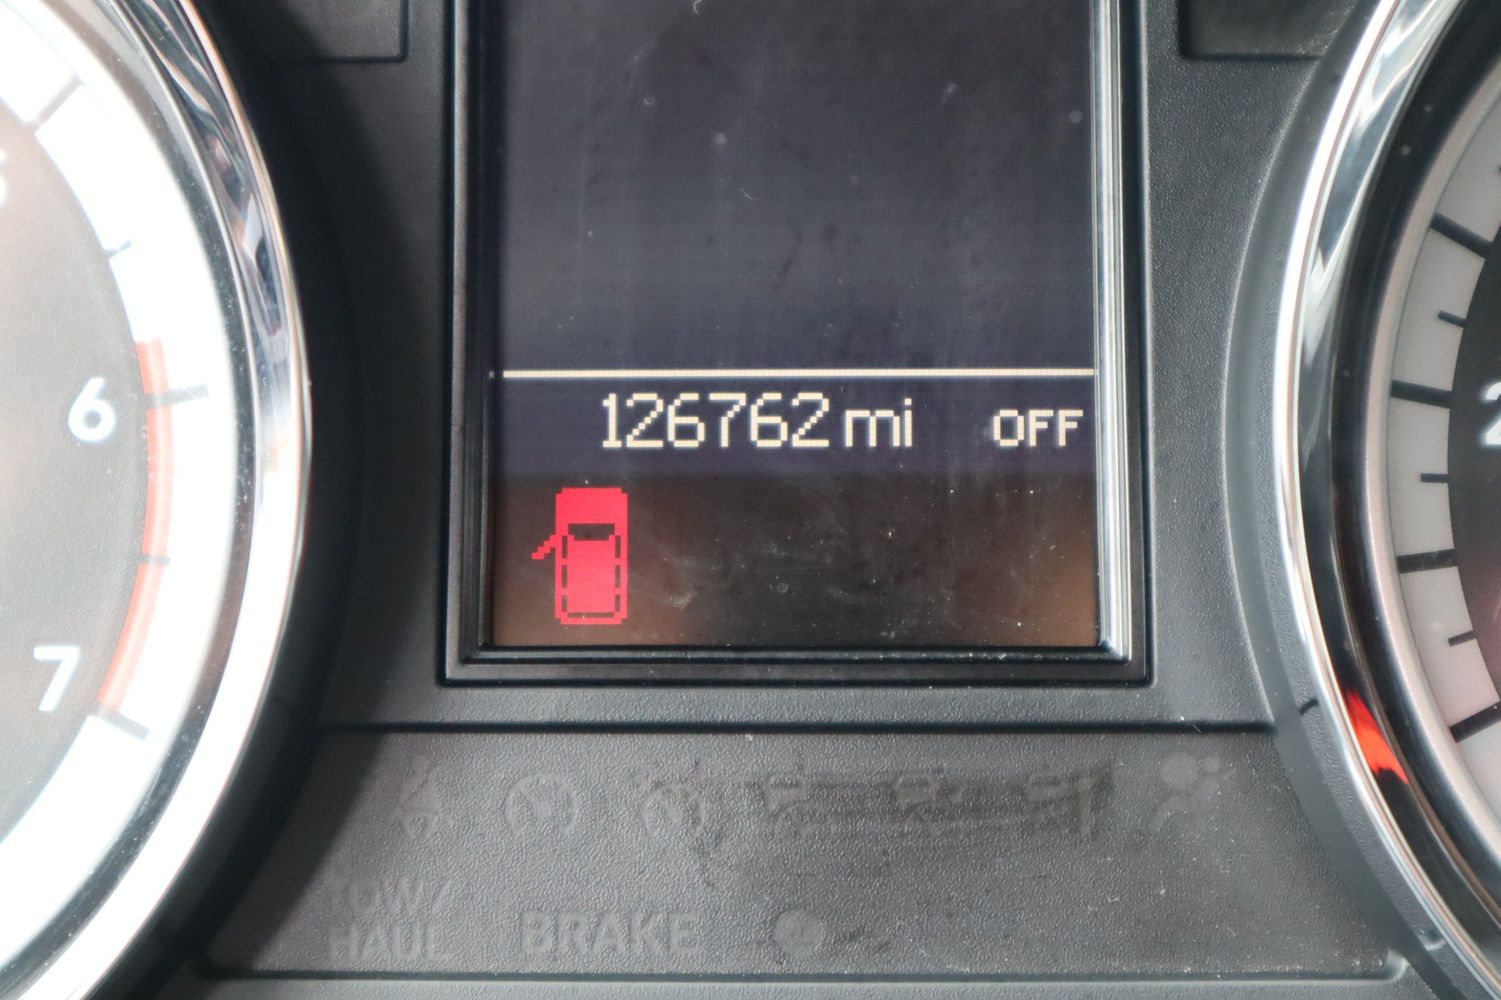 6
7
126762 mi OFF
TOW/
HAUL
BRAKE